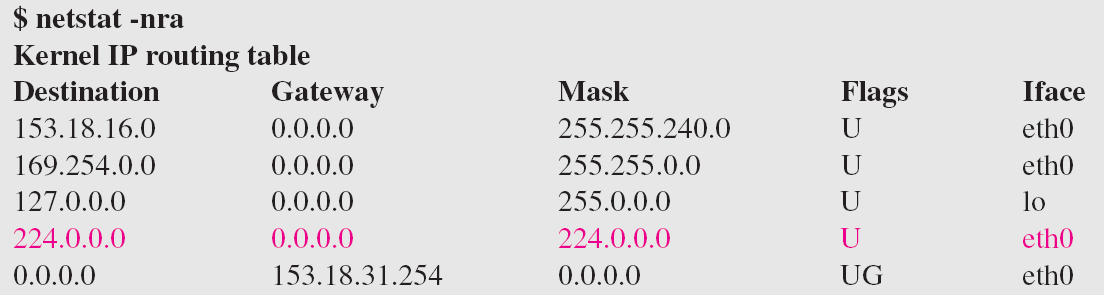 $ netstat -nra
Kernel IP routing table
Destination Gateway Mask Flags Iface
153.18.16.0 0.0.0.0 255.255.240.0 U eth0
169.254.0.0 0.0.0.0 255.255.0.0 U eth0
127.0.0.0 0.0.0.0 255.0.0.0 U lo
224.0.0.0 0.0.0.0 224.0.0.0 U eth0
0.0.0.0 153.18.31.254 0.0.0.0 UG eth0